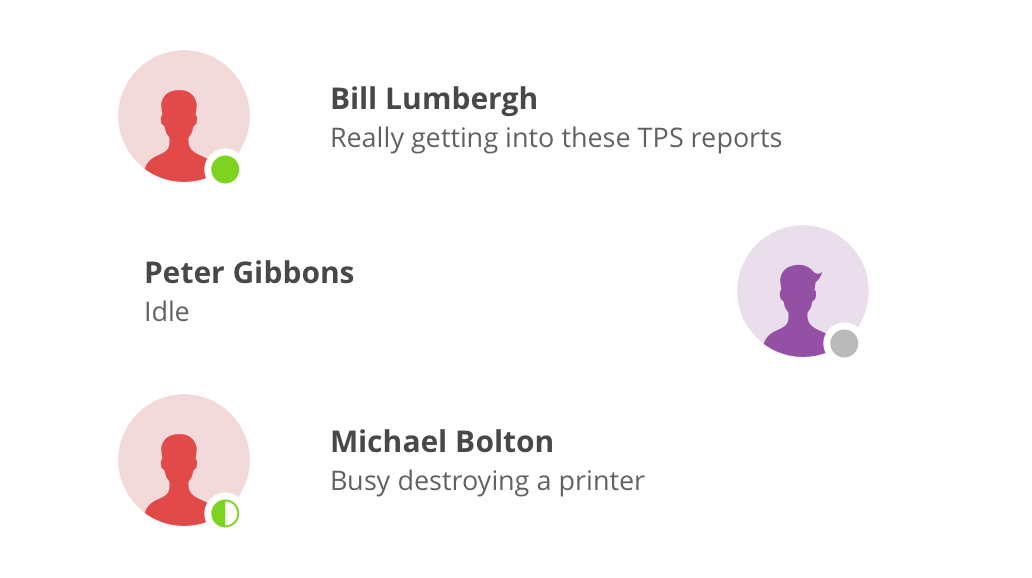 Bill Lumbergh
Really getting into these TPS reports
Peter Gibbons
Idle
Michael Bolton
Busy destroying a printer